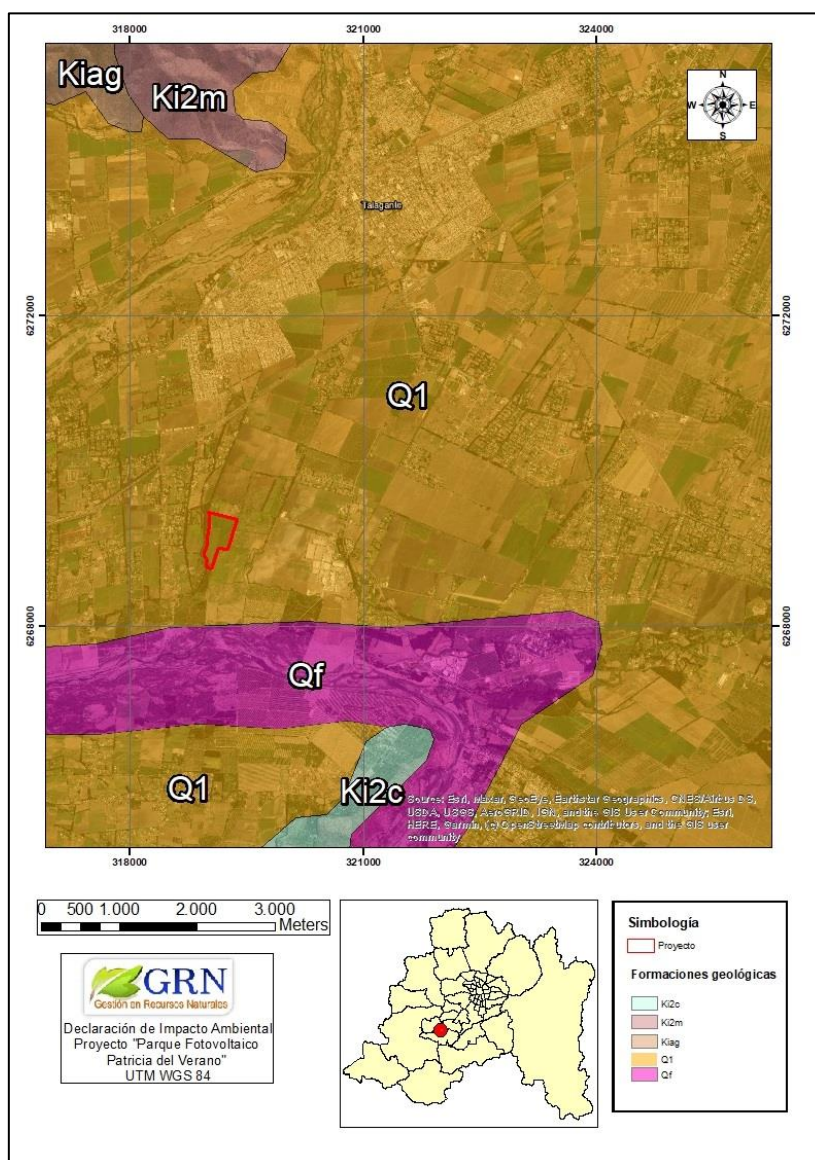 318000 321000 324000
Kiag
Ki2m
N
W E
S
Talagante
6272000 6272000
Q1
6268000 6268000
Qf
Q1
Ki2c
Source: Esri, Maxar, GeoEye, Earthstar Geographics, CNES/Airbus DS,
USDA, USGS, AeroGRID, IGN, and the GIS User Community; Esri,
HERE, Garmin, (c) OpenStreetMap contributors, and the GIS user
community
318000 321000 324000
0 500 1.000 2.000 3.000
Meters
GRN
Gestión en Recursos Naturales
Declaración de Impacto Ambiental
Proyecto "Parque Fotovoltaico
Patricia del Verano"
UTM WGS 84
Simbología
Proyecto
Formaciones geológicas
Ki2c
Ki2m
Kiag
Q1
Qf